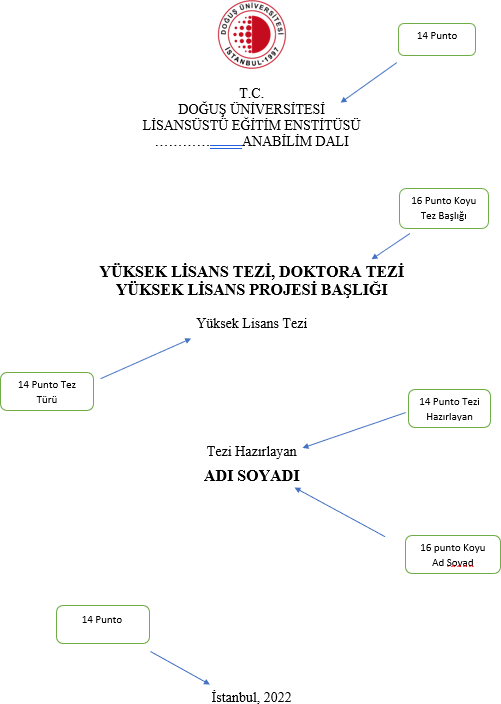 DOĞUŞ ÜNİVERSİTESİ
İSTANBUL-1997
14 Punto
T.C.
DOĞUŞ ÜNİVERSİTESİ
LİSANSÜSTÜ EĞİTİM ENSTİTÜSÜ
…………______ANABİLİM DALI
16 Punto Koyu
Tez Başlığı
YÜKSEK LİSANS TEZİ, DOKTORA TEZİ
YÜKSEK LİSANS PROJESİ BAŞLIĞI
Yüksek Lisans Tezi
14 Punto Tez
Türü
14 Punto Tezi
Hazırlayan
Tezi Hazırlayan
ADI SOYADI
16 punto Koyu
Ad Soyad
14 Punto
İstanbul, 2022